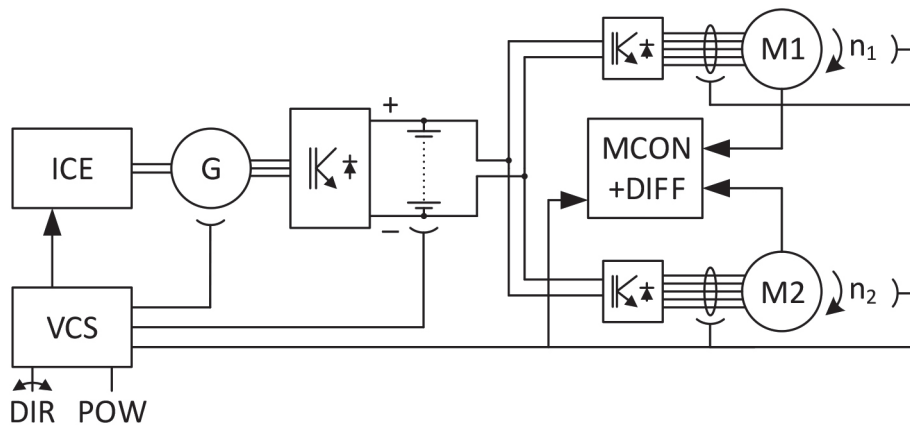 M1
n₁
+
MCON
+DIFF
ICE
G
−
M2
n₂
VCS
DIR POW